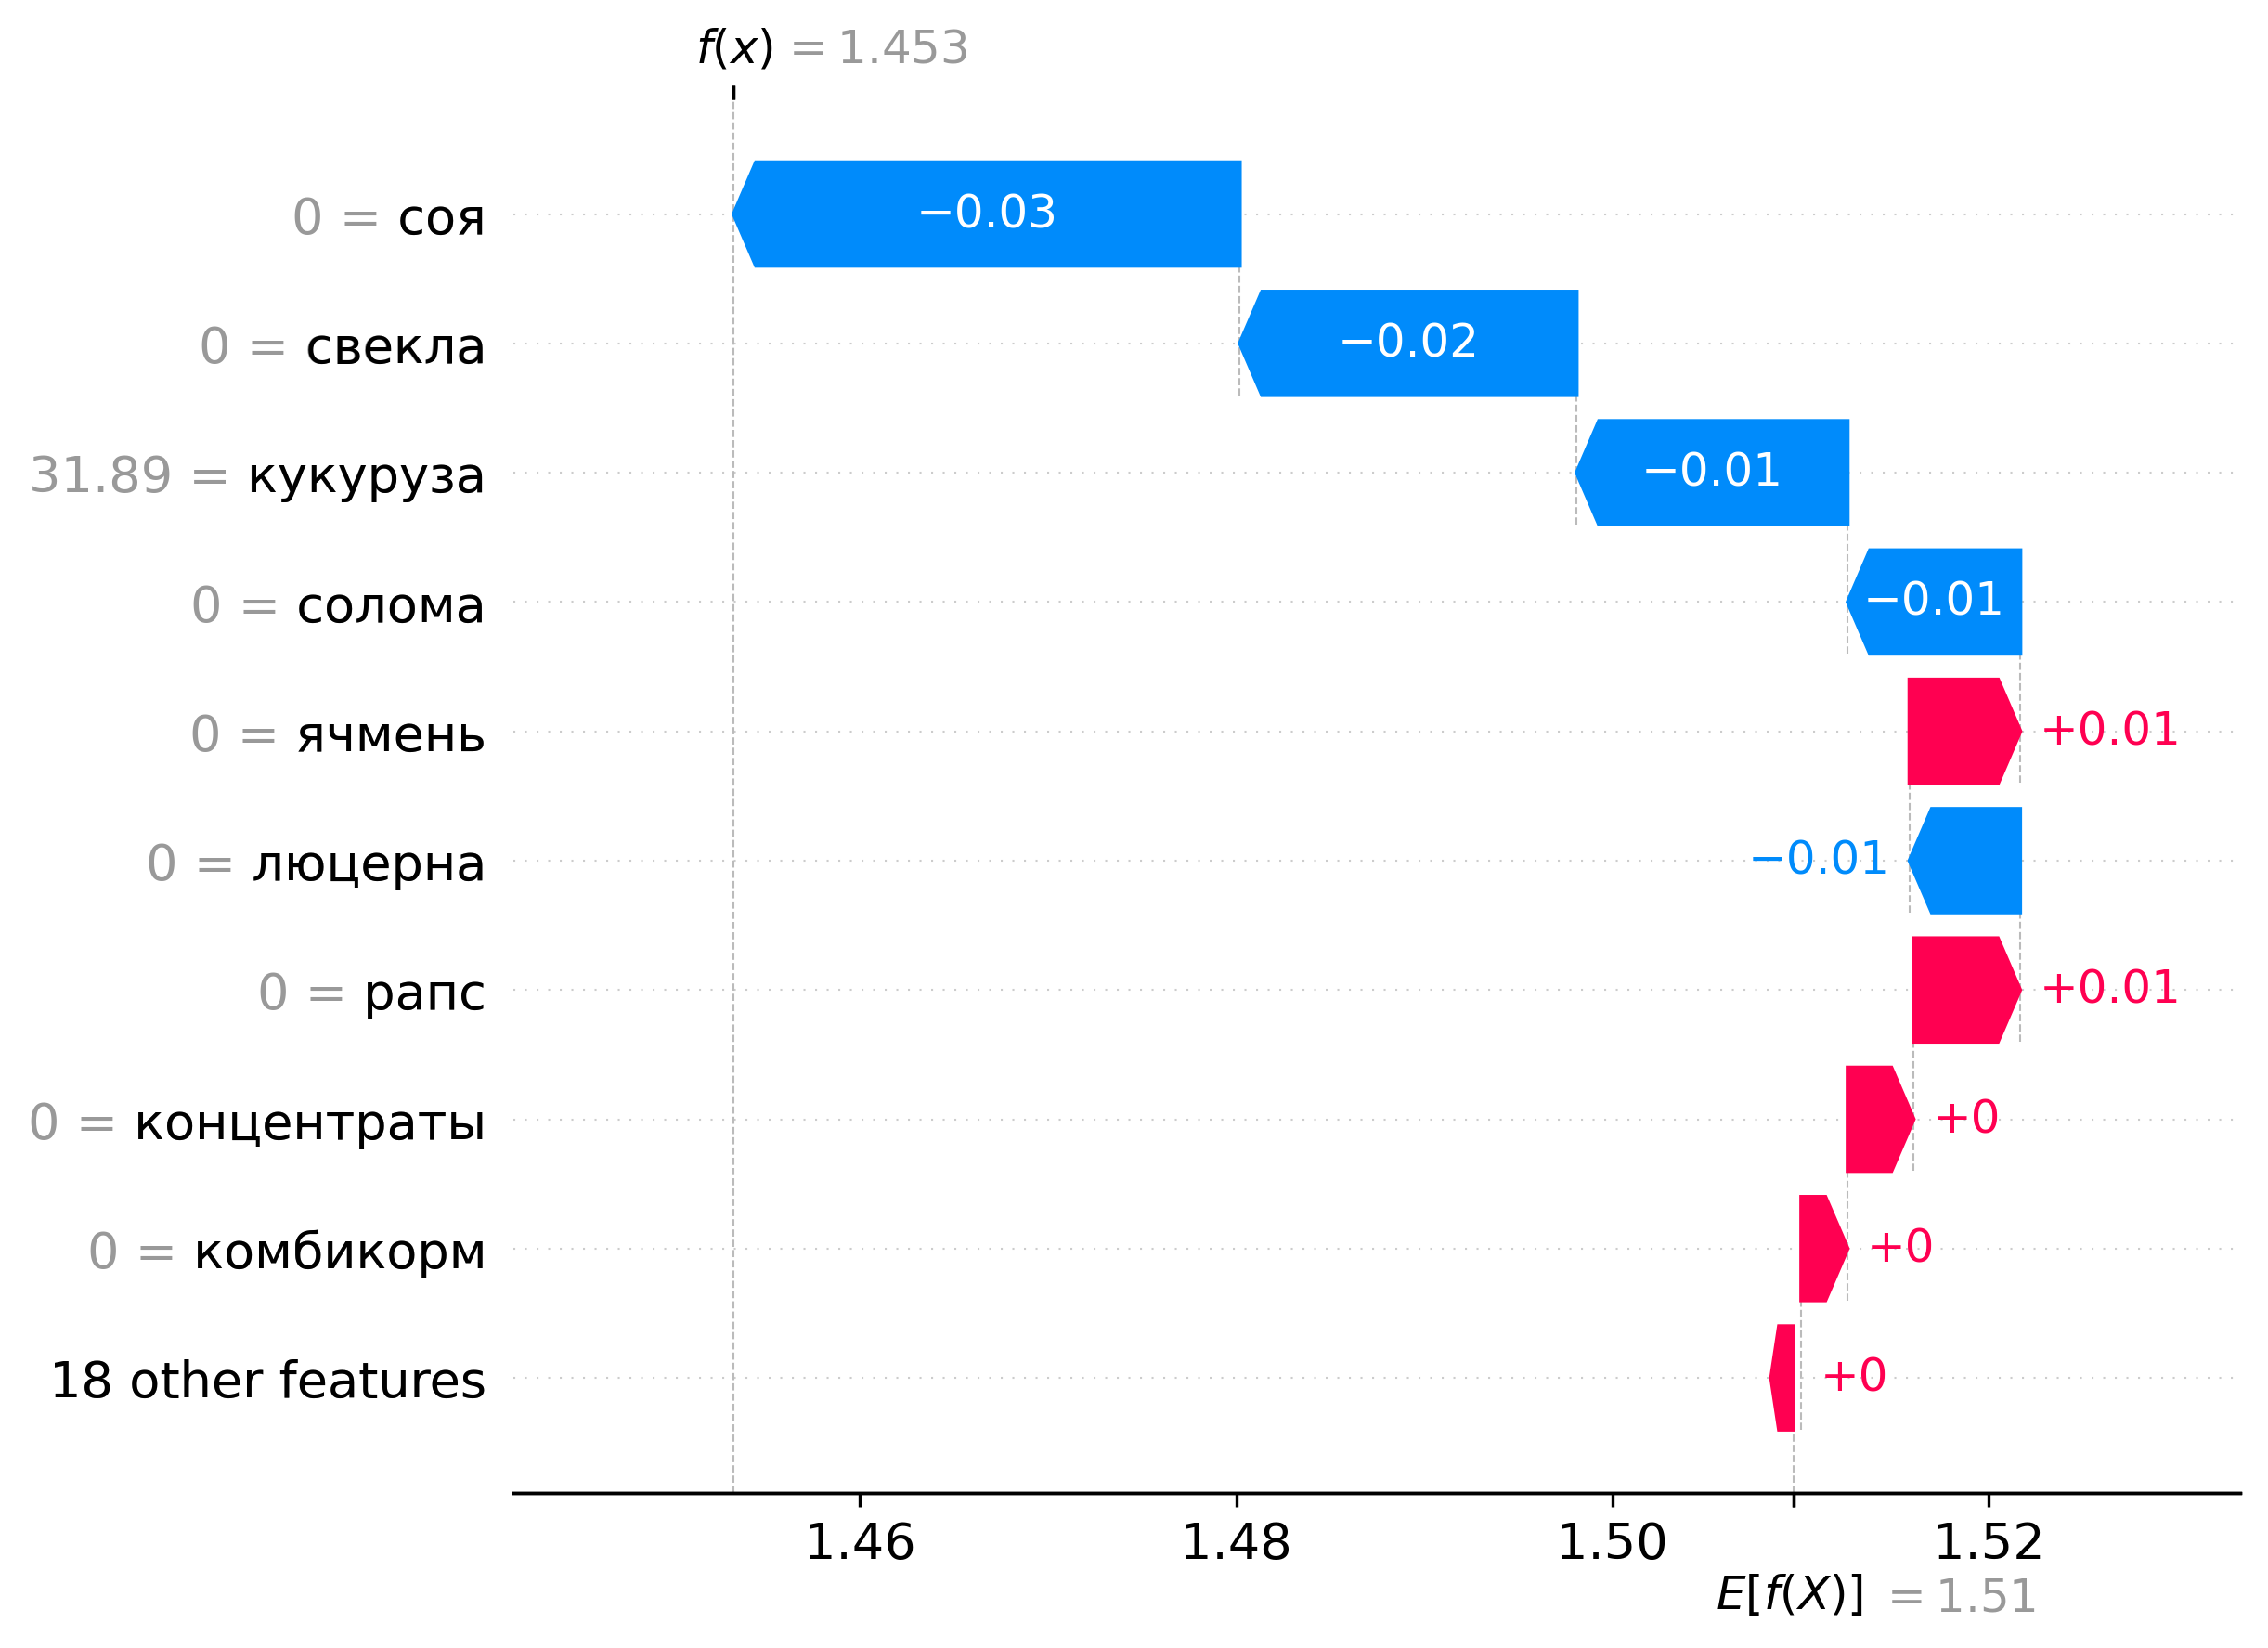 f(x) = 1.453
0 = соя −0.03
0 = свекла −0.02
31.89 = кукуруза −0.01
0 = солома −0.01
0 = ячмень +0.01
0 = люцерна −0.01
0 = рапс +0.01
0 = концентраты +0
0 = комбикорм +0
18 other features +0
1.46 1.48 1.50 1.52
E[f(X)] = 1.51